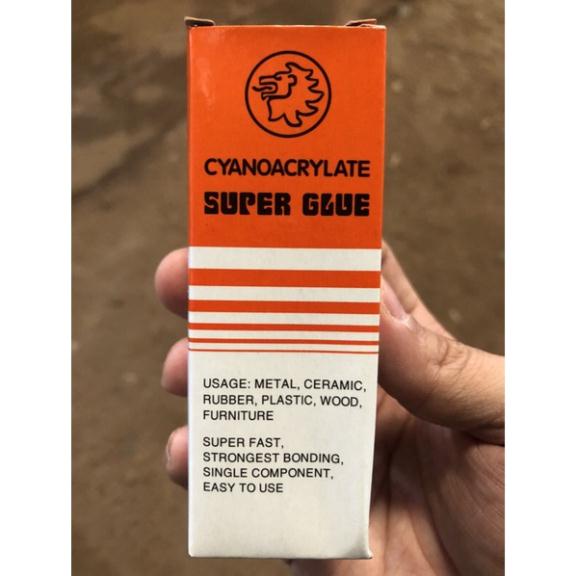 CYANOACRYLATE
SUPER GLUE
USAGE: METAL, CERAMIC,
RUBBER, PLASTIC, WOOD,
FURNITURE
SUPER FAST,
STRONGEST BONDING,
SINGLE COMPONENT,
EASY TO USE